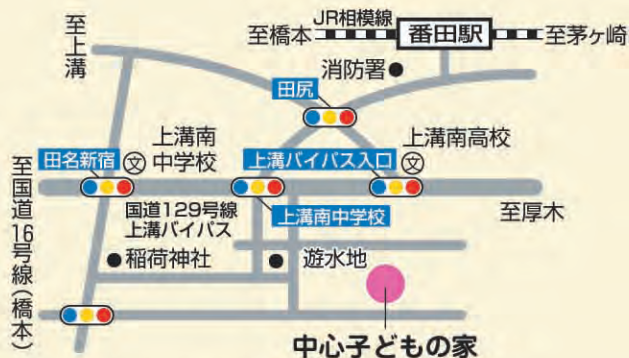 JR相模線
至橋本
番田駅
至茅ヶ崎
至上溝
消防署
田尻
上溝南
中学校
田名新宿
文
上溝バイパス入口
上溝南高校
文
至国道16号線(橋本)
国道129号線
上溝バイパス
上溝南中学校
至厚木
稲荷神社
遊水地
中心子どもの家